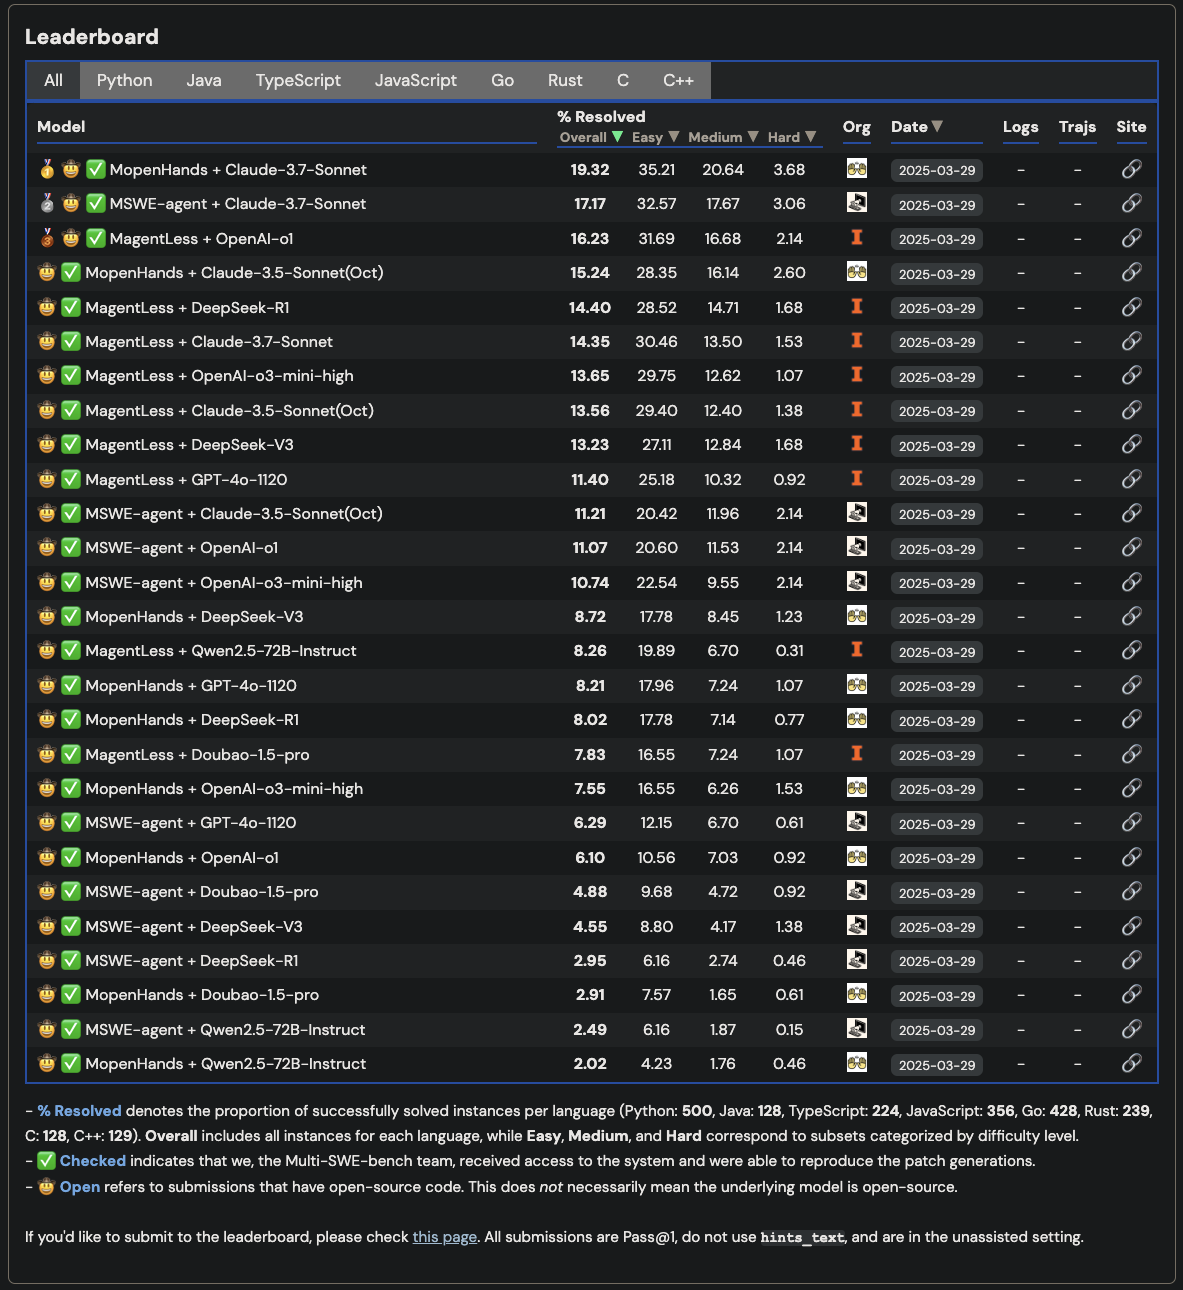 Leaderboard
All Python Java TypeScript JavaScript Go Rust C C++
Model % Resolved Org Date▼ Logs Trajs Site
Overall ▼ Easy ▼ Medium ▼ Hard ▼
MopenHands + Claude-3.7-Sonnet 19.32 35.21 20.64 3.68 2025-03-29 - -
MSWE-agent + Claude-3.7-Sonnet 17.17 32.57 17.67 3.06 2025-03-29 - -
MagentLess + OpenAI-o1 16.23 31.69 16.68 2.14 2025-03-29 - -
MopenHands + Claude-3.5-Sonnet(Oct) 15.24 28.35 16.14 2.60 2025-03-29 - -
MagentLess + DeepSeek-R1 14.40 28.52 14.71 1.68 2025-03-29 - -
MagentLess + Claude-3.7-Sonnet 14.35 30.46 13.50 1.53 2025-03-29 - -
MagentLess + OpenAI-o3-mini-high 13.65 29.75 12.62 1.07 2025-03-29 - -
MagentLess + Claude-3.5-Sonnet(Oct) 13.56 29.40 12.40 1.38 2025-03-29 - -
MagentLess + DeepSeek-V3 13.23 27.11 12.84 1.68 2025-03-29 - -
MagentLess + GPT-4o-1120 11.40 25.18 10.32 0.92 2025-03-29 - -
MSWE-agent + Claude-3.5-Sonnet(Oct) 11.21 20.42 11.96 2.14 2025-03-29 - -
MSWE-agent + OpenAI-o1 11.07 20.60 11.53 2.14 2025-03-29 - -
MSWE-agent + OpenAI-o3-mini-high 10.74 22.54 9.55 2.14 2025-03-29 - -
MopenHands + DeepSeek-V3 8.72 17.78 8.45 1.23 2025-03-29 - -
MagentLess + Qwen2.5-72B-Instruct 8.26 19.89 6.70 0.31 2025-03-29 - -
MopenHands + GPT-4o-1120 8.21 17.96 7.24 1.07 2025-03-29 - -
MopenHands + DeepSeek-R1 8.02 17.78 7.14 0.77 2025-03-29 - -
MagentLess + Doubao-1.5-pro 7.83 16.55 7.24 1.07 2025-03-29 - -
MopenHands + OpenAI-o3-mini-high 7.55 16.55 6.26 1.53 2025-03-29 - -
MSWE-agent + GPT-4o-1120 6.29 12.15 6.70 0.61 2025-03-29 - -
MopenHands + OpenAI-o1 6.10 10.56 7.03 0.92 2025-03-29 - -
MSWE-agent + Doubao-1.5-pro 4.88 9.68 4.72 0.92 2025-03-29 - -
MSWE-agent + DeepSeek-V3 4.55 8.80 4.17 1.38 2025-03-29 - -
MSWE-agent + DeepSeek-R1 2.95 6.16 2.74 0.46 2025-03-29 - -
MopenHands + Doubao-1.5-pro 2.91 7.57 1.65 0.61 2025-03-29 - -
MSWE-agent + Qwen2.5-72B-Instruct 2.49 6.16 1.87 0.15 2025-03-29 - -
MopenHands + Qwen2.5-72B-Instruct 2.02 4.23 1.76 0.46 2025-03-29 - -
- % Resolved denotes the proportion of successfully solved instances per language (Python: 500, Java: 128, TypeScript: 224, JavaScript: 356, Go: 428, Rust: 239,
C: 128, C++: 129). Overall includes all instances for each language, while Easy, Medium, and Hard correspond to subsets categorized by difficulty level.
- ✅ Checked indicates that we, the Multi-SWE-bench team, received access to the system and were able to reproduce the patch generations.
- 🤠 Open refers to submissions that have open-source code. This does not necessarily mean the underlying model is open-source.
If you'd like to submit to the leaderboard, please check this page. All submissions are Pass@1, do not use hints_text, and are in the unassisted setting.